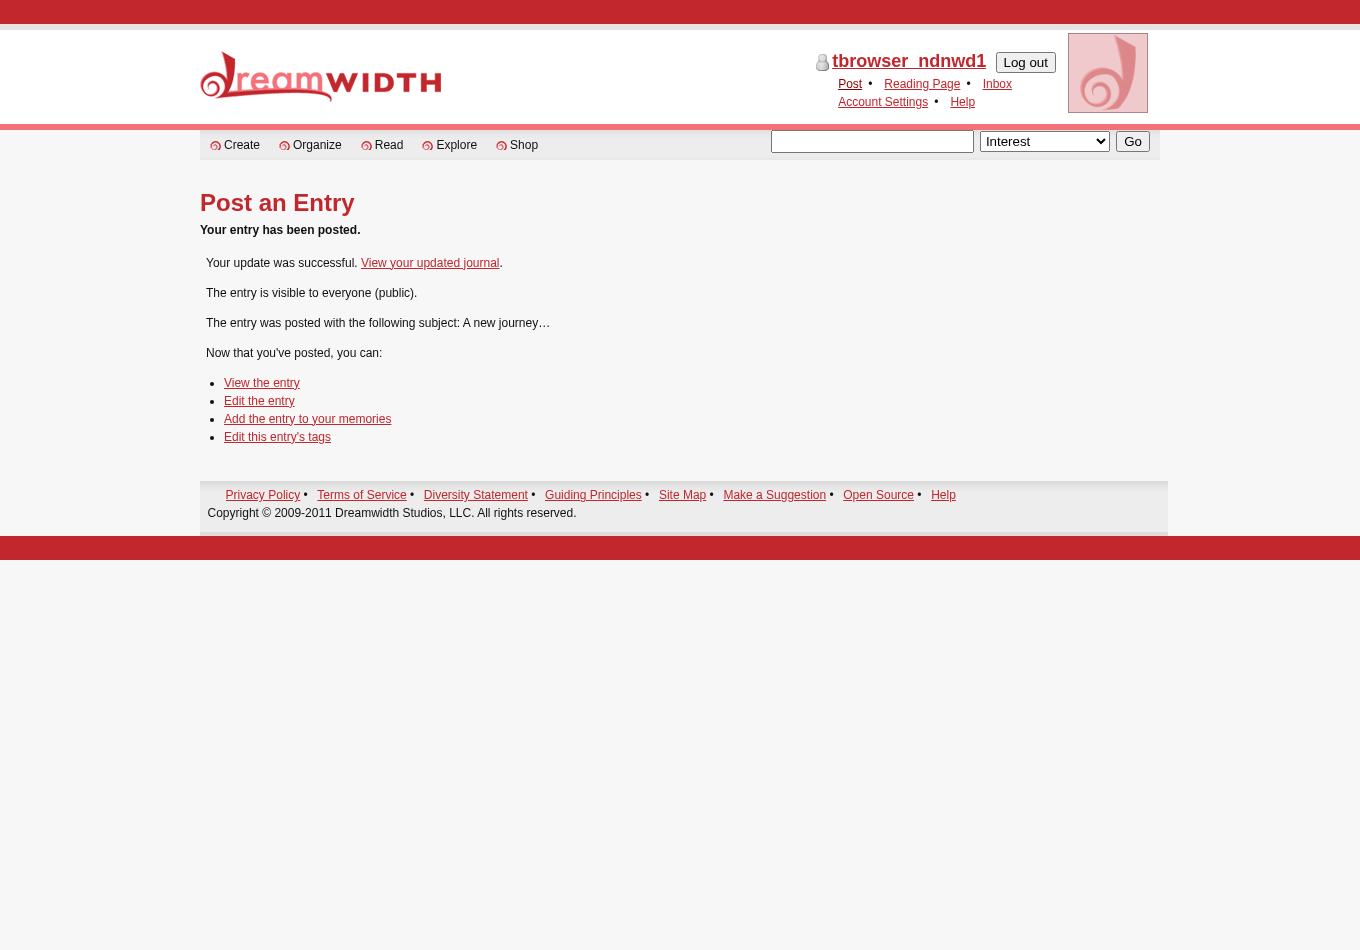 dreamWIDTH
tbrowser_ndnwd1 Log out
Post • Reading Page • Inbox
Account Settings • Help
Create Organize Read Explore Shop Interest Go
Post an Entry
Your entry has been posted.
Your update was successful. View your updated journal.
The entry is visible to everyone (public).
The entry was posted with the following subject: A new journey…
Now that you've posted, you can:
• View the entry
• Edit the entry
• Add the entry to your memories
• Edit this entry's tags
Privacy Policy • Terms of Service • Diversity Statement • Guiding Principles • Site Map • Make a Suggestion • Open Source • Help
Copyright © 2009-2011 Dreamwidth Studios, LLC. All rights reserved.